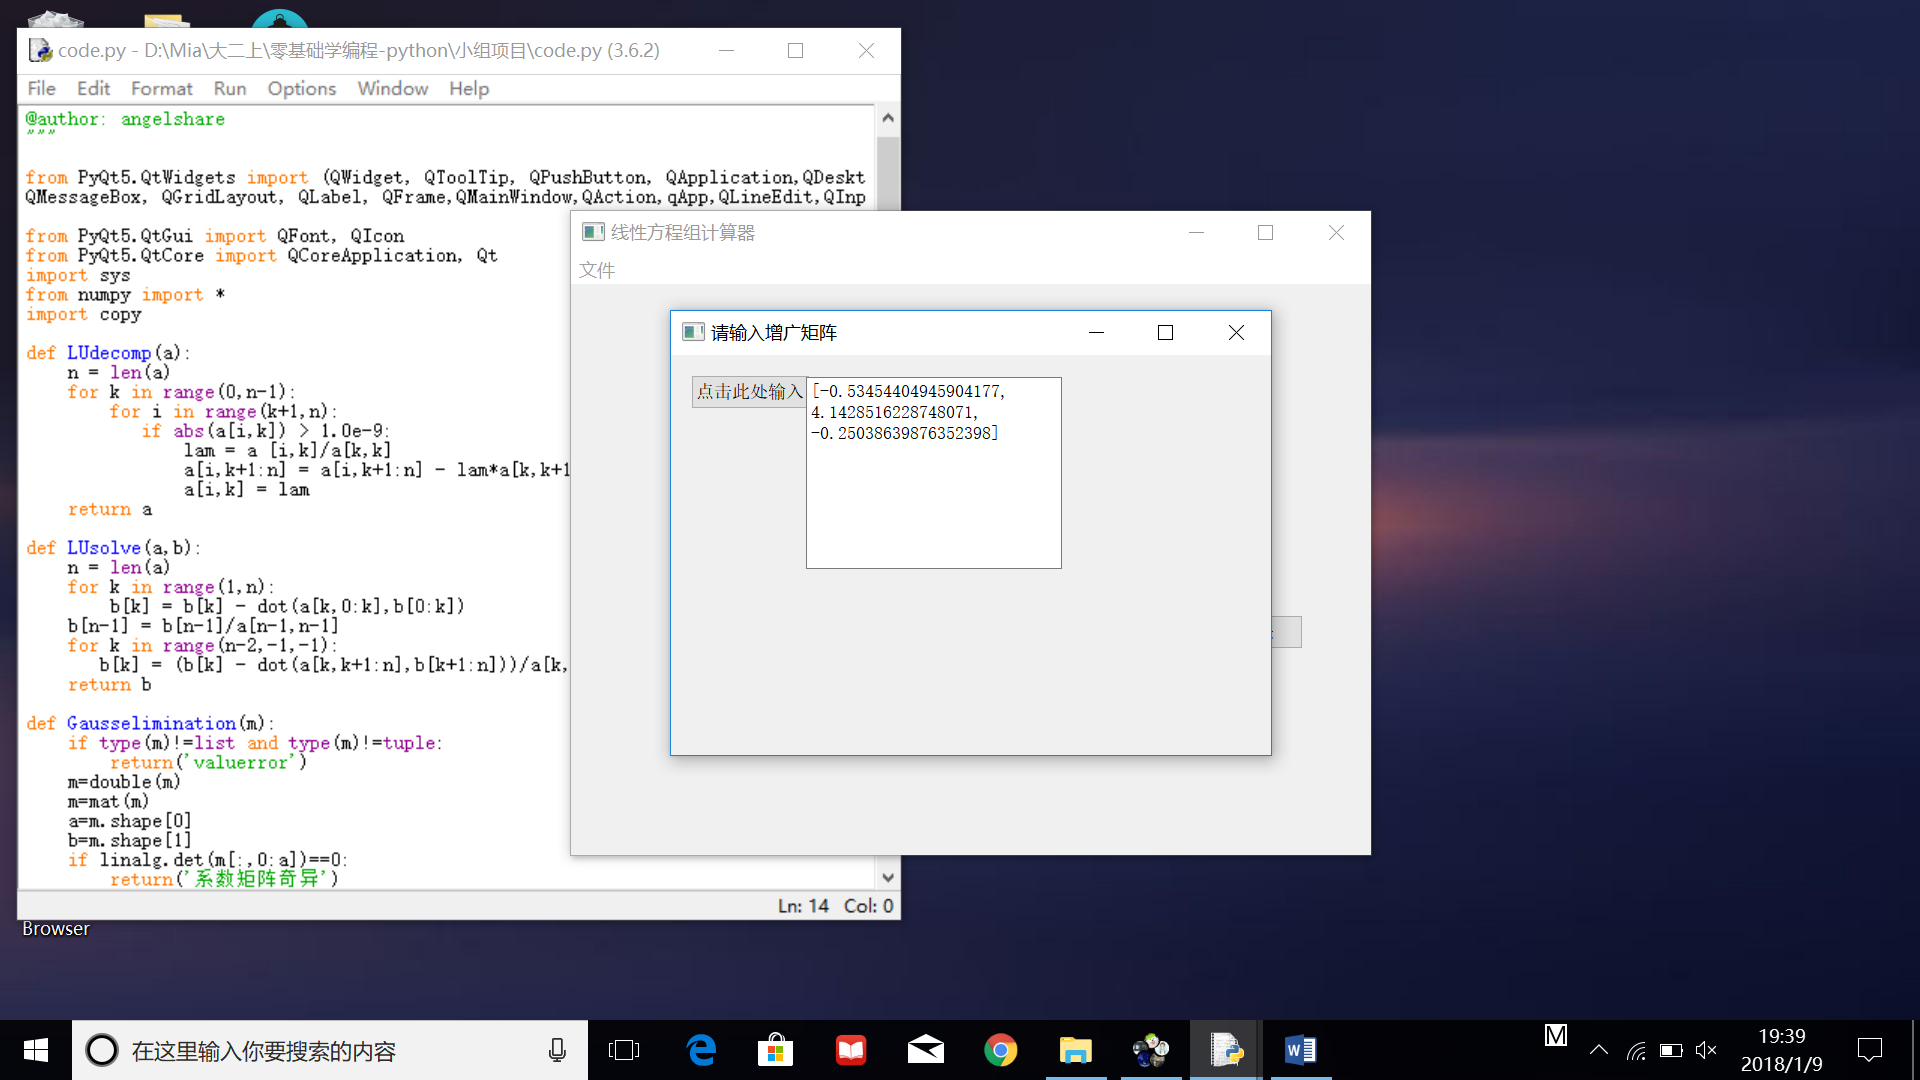 code.py - D:\Mia\大二上\零基础学编程-python\小组项目\code.py (3.6.2)
File Edit Format Run Options Window Help
@author: angelshare
"""
from PyQt5.QtWidgets import (QWidget, QToolTip, QPushButton, QApplication,QDeskt
QMessageBox, QGridLayout, QLabel, QFrame,QMainWindow,QAction,qApp,QLineEdit,QInp
from PyQt5.QtGui import QFont, QIcon
from PyQt5.QtCore import QCoreApplication, Qt
import sys
from numpy import *
import copy
def LUdecomp(a):
n = len(a)
for k in range(0,n-1):
for i in range(k+1,n):
if abs(a[i,k]) > 1.0e-9:
lam = a [i,k]/a[k,k]
a[i,k+1:n] = a[i,k+1:n] - lam*a[k,k+1
a[i,k] = lam
return a
def LUsolve(a,b):
n = len(a)
for k in range(1,n):
b[k] = b[k] - dot(a[k,0:k],b[0:k])
b[n-1] = b[n-1]/a[n-1,n-1]
for k in range(n-2,-1,-1):
b[k] = (b[k] - dot(a[k,k+1:n],b[k+1:n]))/a[k,
return b
def Gausselimination(m):
if type(m)!=list and type(m)!=tuple:
return('valuerror')
m=double(m)
m=mat(m)
a=m.shape[0]
b=m.shape[1]
if linalg.det(m[:,0:a])==0:
return('系数矩阵奇异')
Ln: 14 Col: 0
线性方程组计算器
文件
请输入增广矩阵
点击此处输入
[-0.53454404945904177,
4.1428516228748071,
-0.25038639876352398]
Browser
在这里输入你要搜索的内容
M
19:39
2018/1/9